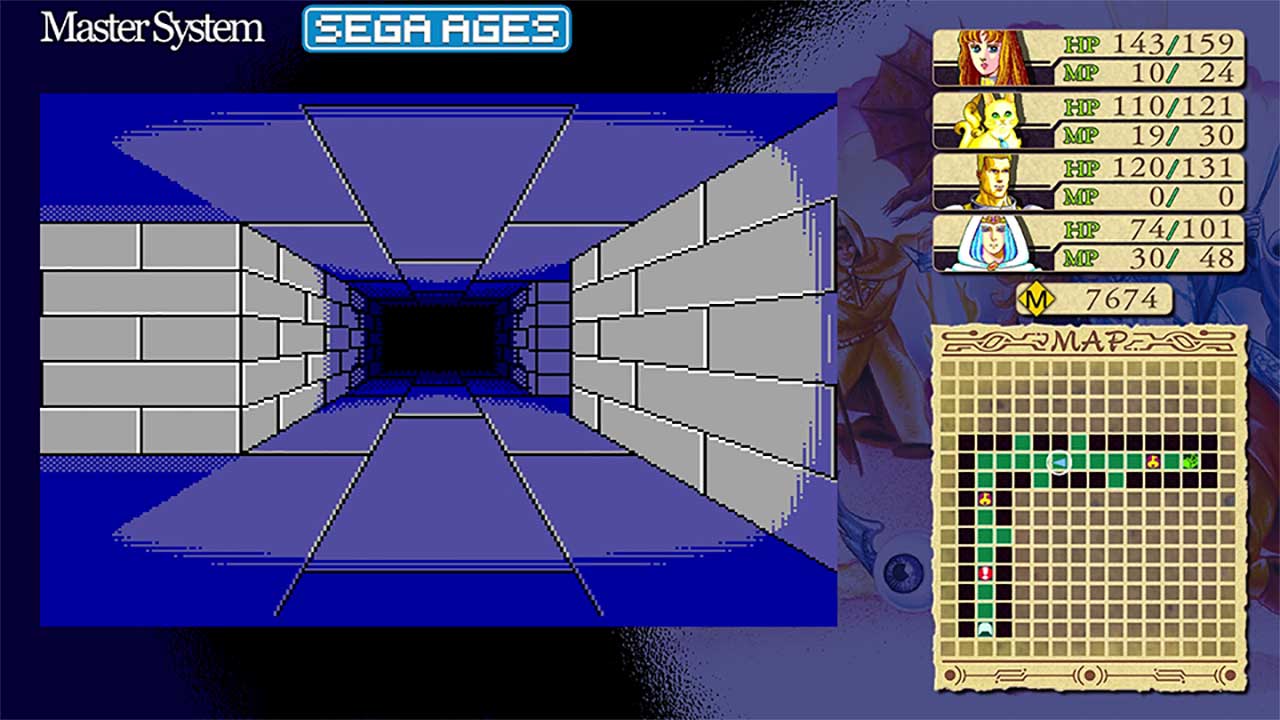 Master System
SEGA AGES
HP 143/159
MP 10/ 24
HP 110/121
MP 19/ 30
HP 120/131
MP 0/ 0
HP 74/101
MP 30/ 48
M 7674
MAP
!